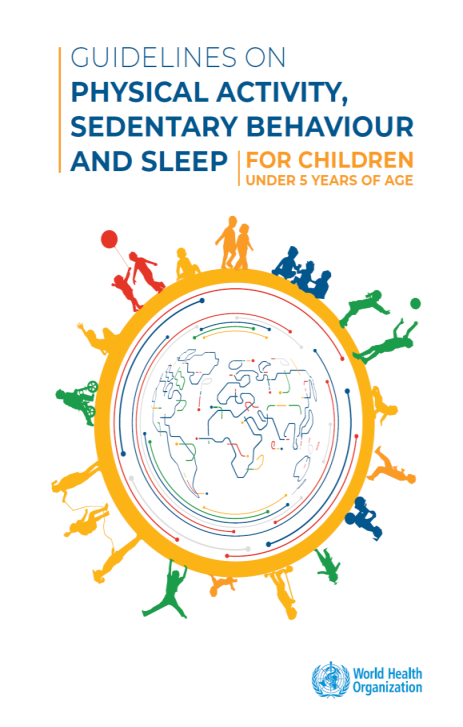 GUIDELINES ON
PHYSICAL ACTIVITY,
SEDENTARY BEHAVIOUR
AND SLEEP
FOR CHILDREN
UNDER 5 YEARS OF AGE
World Health
Organization